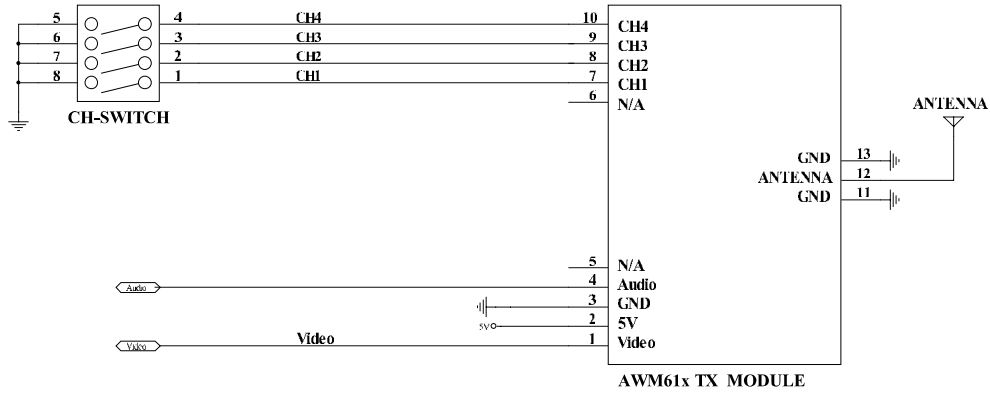 5 4 CH4 10 CH4
6 3 CH3 9 CH3
7 2 CH2 8 CH2
8 1 CH1 7 CH1
6 N/A
CH-SWITCH
ANTENNA
GND 13
ANTENNA 12
GND 11
5 N/A
Audio 4 Audio
3 GND
5V 2 5V
Video Video 1 Video
AWM61x TX MODULE